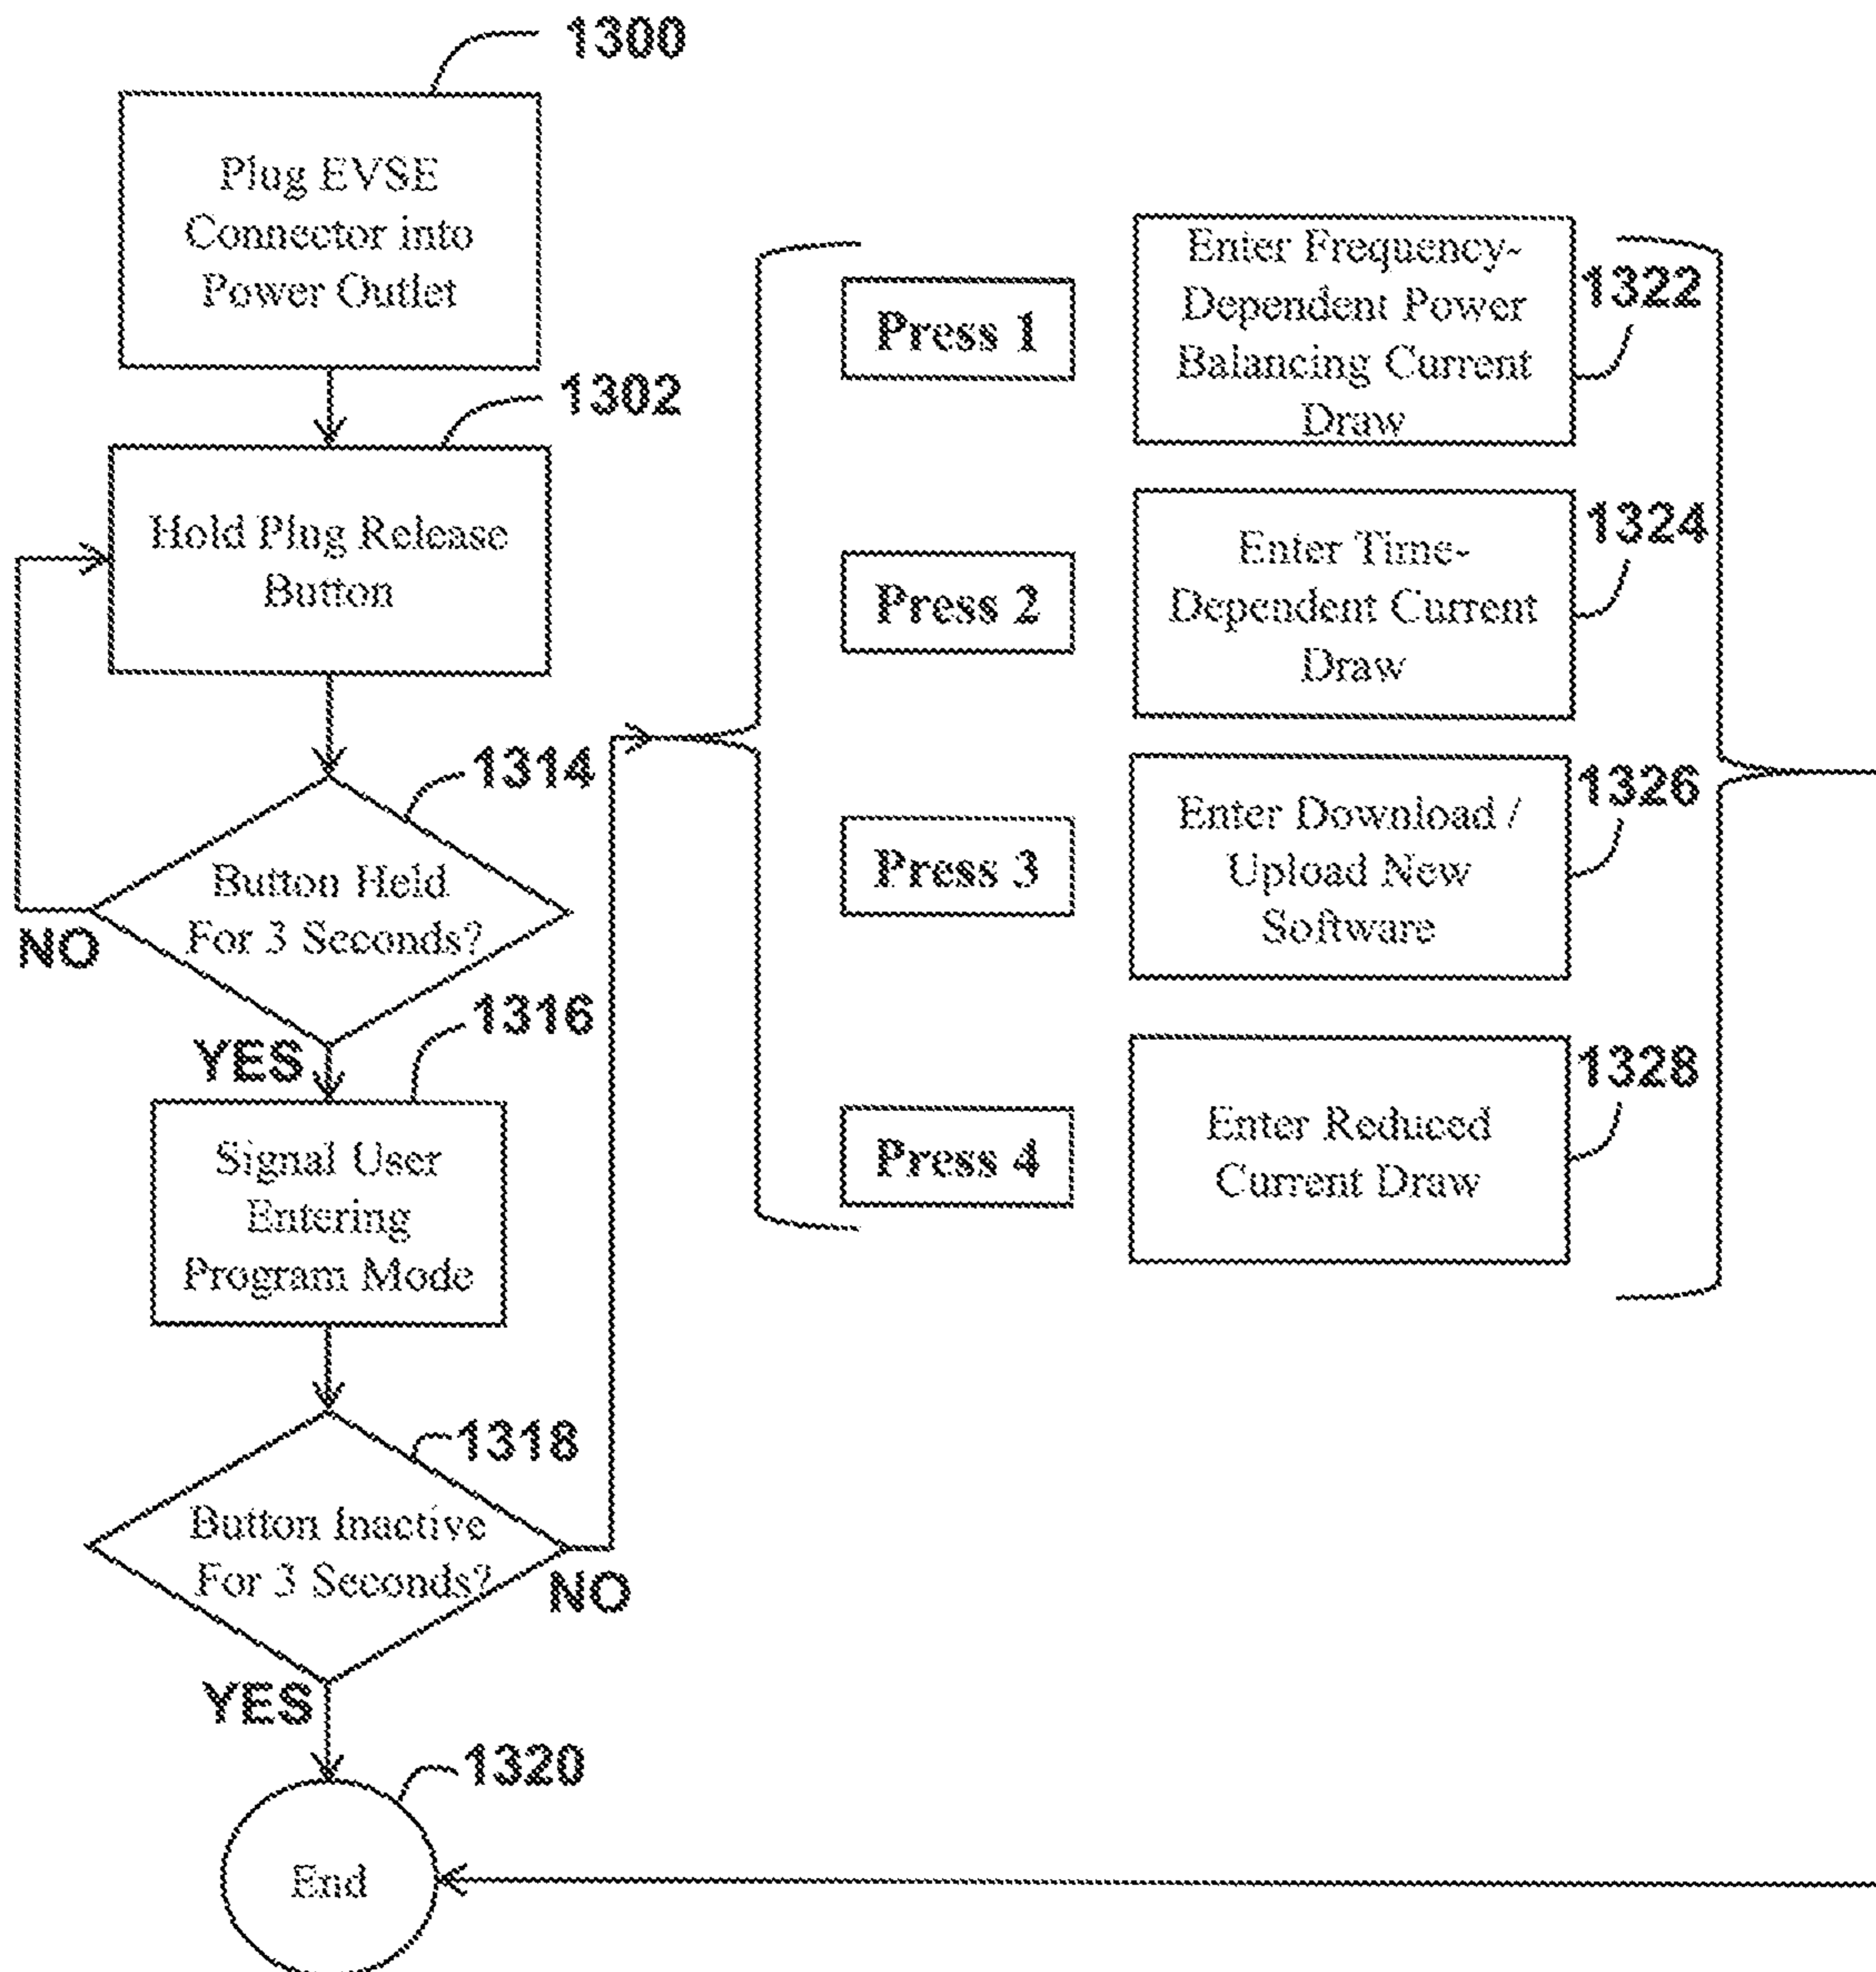 1300
Plug EVSE
Connector into
Power Outlet
1302
Hold Plug Release
Button
1314
Button Held
For 3 Seconds?
NO
YES
1316
Signal User
Entering
Program Mode
1318
Button Inactive
For 3 Seconds?
NO
YES
1320
End
Press 1
Enter Frequency-
Dependent Power
Balancing Current
Draw
1322
Press 2
Enter Time-
Dependent Current
Draw
1324
Press 3
Enter Download /
Upload New
Software
1326
Press 4
Enter Reduced
Current Draw
1328